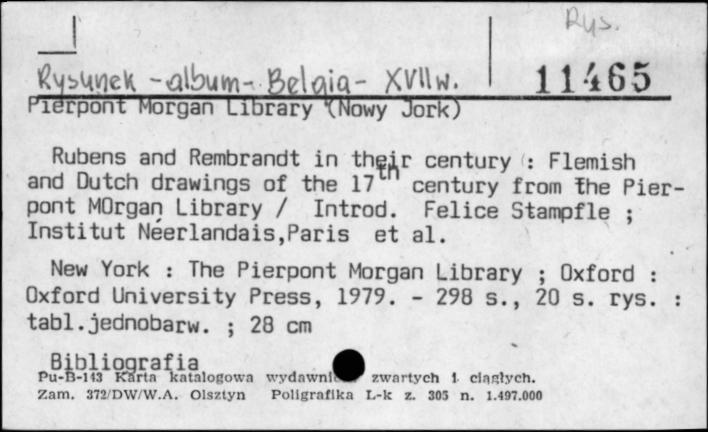 Rys.
Rysunek - album - Belgia - XVII w.
11465
Pierpont Morgan Library (Nowy Jork)
Rubens and Rembrandt in their century : Flemish
and Dutch drawings of the 17th century from the Pier-
pont MOrgan Library / Introd. Felice Stampfle ;
Institut Néerlandais,Paris et al.
New York : The Pierpont Morgan Library ; Oxford :
Oxford University Press, 1979. - 298 s., 20 s. rys. :
tabl.jednobarw. ; 28 cm
Bibliografia
Pu-B-143 Karta katalogowa zwartych i ciągłych.
Zam. 372/DW/W.A. Olsztyn Poligrafika Ł-k z. 305 n. 1.497.000